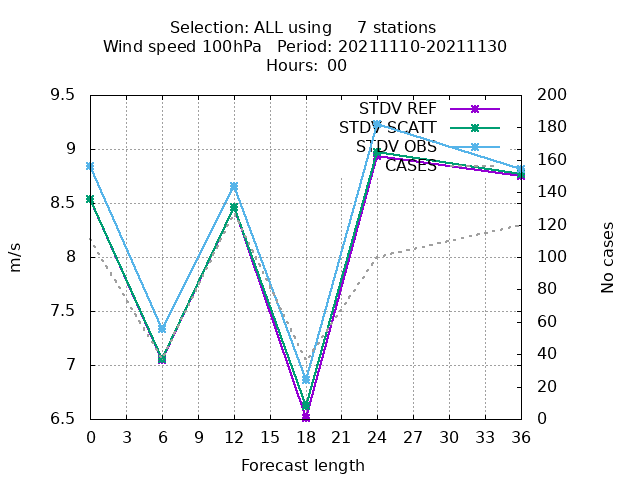 Selection: ALL using     7 stations
Wind speed 100hPa   Period: 20211110-20211130
Hours: 00
9.5
9
8.5
8
7.5
7
6.5
200
180
160
140
120
100
80
60
40
20
0
STDV REF
STDV SCATT
STDV OBS
CASES
m/s
No cases
0 3 6 9 12 15 18 21 24 27 30 33 36
Forecast length